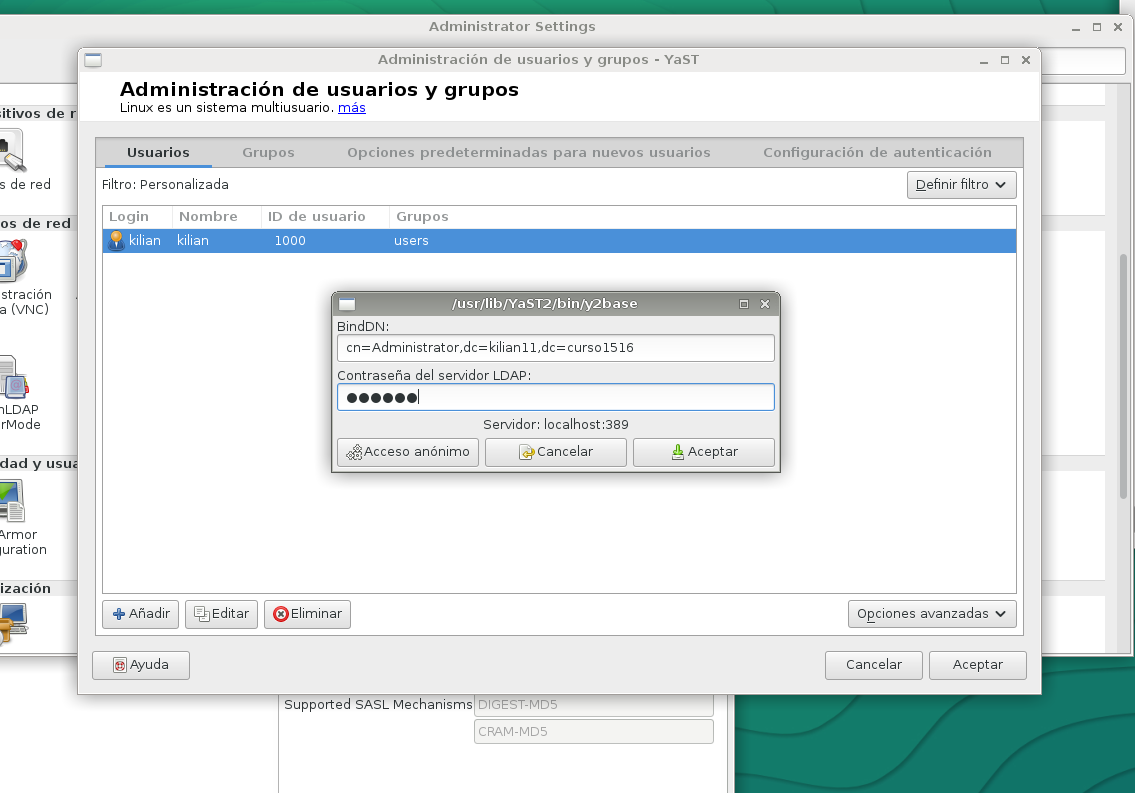 Administrator Settings
Administración de usuarios y grupos - YaST
Administración de usuarios y grupos
Linux es un sistema multiusuario. más
Usuarios Grupos Opciones predeterminadas para nuevos usuarios Configuración de autenticación
Filtro: Personalizada Definir filtro
Login Nombre ID de usuario Grupos
kilian kilian 1000 users
/usr/lib/YaST2/bin/y2base
BindDN:
cn=Administrator,dc=kilian11,dc=curso1516
Contraseña del servidor LDAP:
●●●●●●
Servidor: localhost:389
Acceso anónimo Cancelar Aceptar
Añadir Editar Eliminar Opciones avanzadas
Ayuda Cancelar Aceptar
sitivos de r
s de red
os de red
stración
a (VNC)
nLDAP
rMode
dad y usua
Armor
guration
ización
Supported SASL Mechanisms DIGEST-MD5
CRAM-MD5